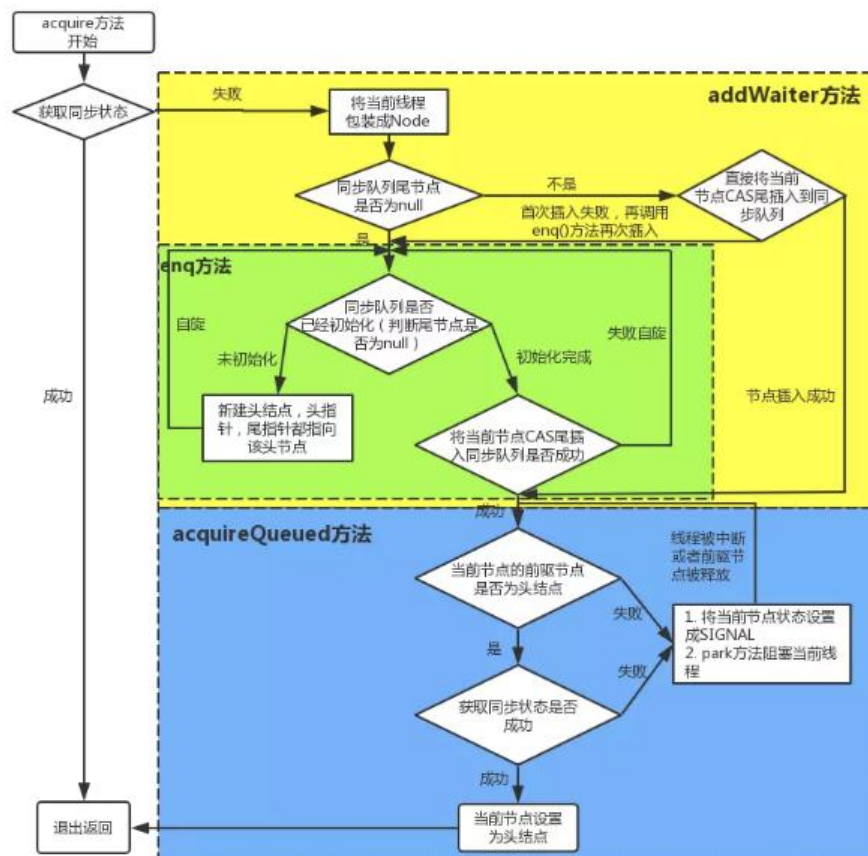 acquire方法
开始
获取同步状态
失败
将当前线程
包装成Node
addWaiter方法
同步队列尾节点
是否为null
不是
直接将当前
节点CAS尾插入到同
步队列
首次插入失败，再调用
enq()方法再次插入
是
enq方法
同步队列是否
已经初始化（判断尾节点是
否为null）
自旋
失败自旋
未初始化
初始化完成
成功
节点插入成功
新建头结点，头指
针，尾指针都指向
该头节点
将当前节点CAS尾插
入同步队列是否成功
成功
acquireQueued方法
线程被中断
或者前驱节
点被释放
当前节点的前驱节点
是否为头结点
失败
1. 将当前节点状态设置
成SIGNAL
2. park方法阻塞当前线
程
是
失败
获取同步状态是否
成功
成功
退出返回
当前节点设置
为头结点